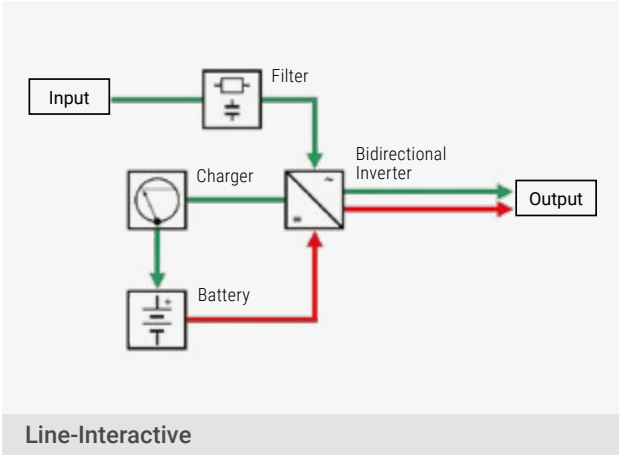 Filter
Input
Bidirectional
Inverter
Charger
Output
Battery
Line-Interactive